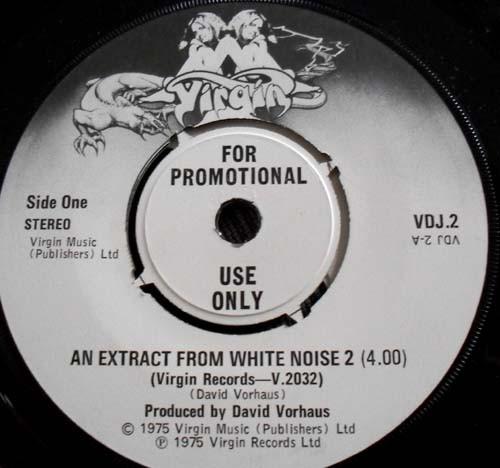 Virgin
FOR
PROMOTIONAL
USE
ONLY
Side One
STEREO
Virgin Music
(Publishers) Ltd
VDJ.2
VDJ 2-A
AN EXTRACT FROM WHITE NOISE 2 (4.00)
(Virgin Records—V.2032)
(David Vorhaus)
Produced by David Vorhaus
© 1975 Virgin Music (Publishers) Ltd
℗ 1975 Virgin Records Ltd